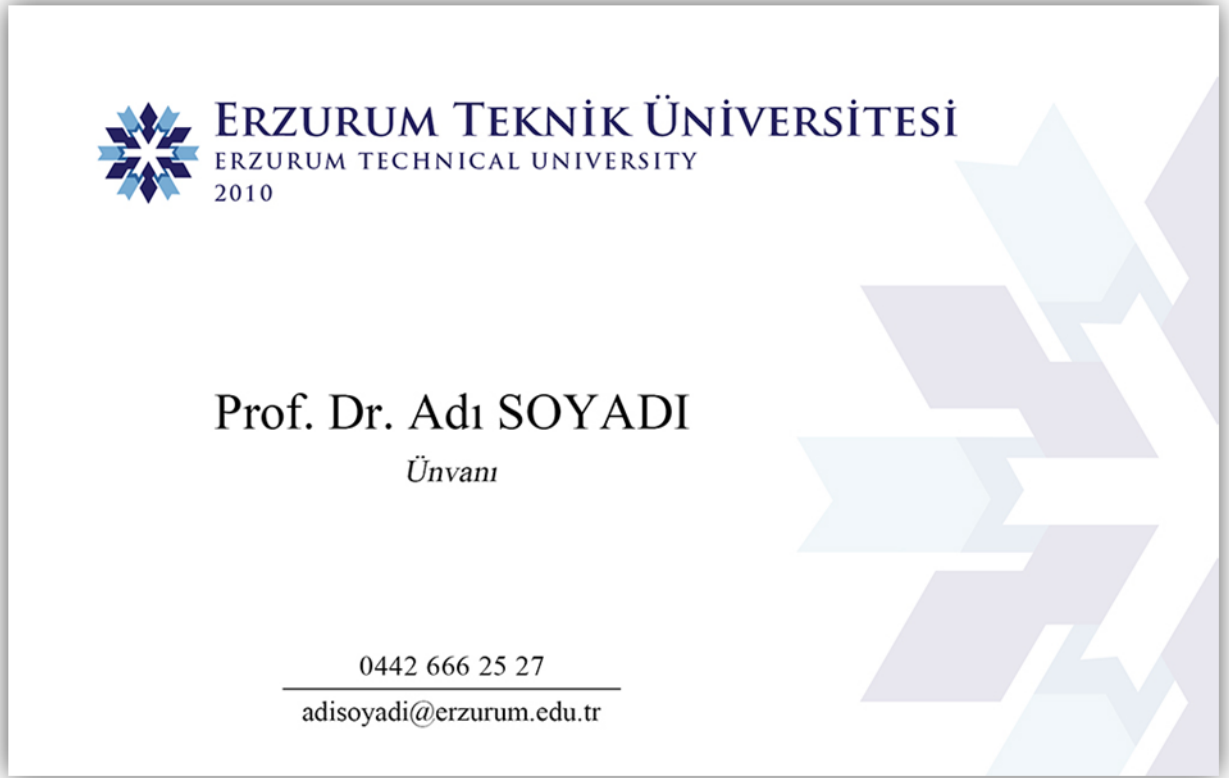 ERZURUM TEKNİK ÜNİVERSİTESİ
ERZURUM TECHNICAL UNIVERSITY
2010
Prof. Dr. Adı SOYADI
Ünvanı
0442 666 25 27
adisoyadi@erzurum.edu.tr